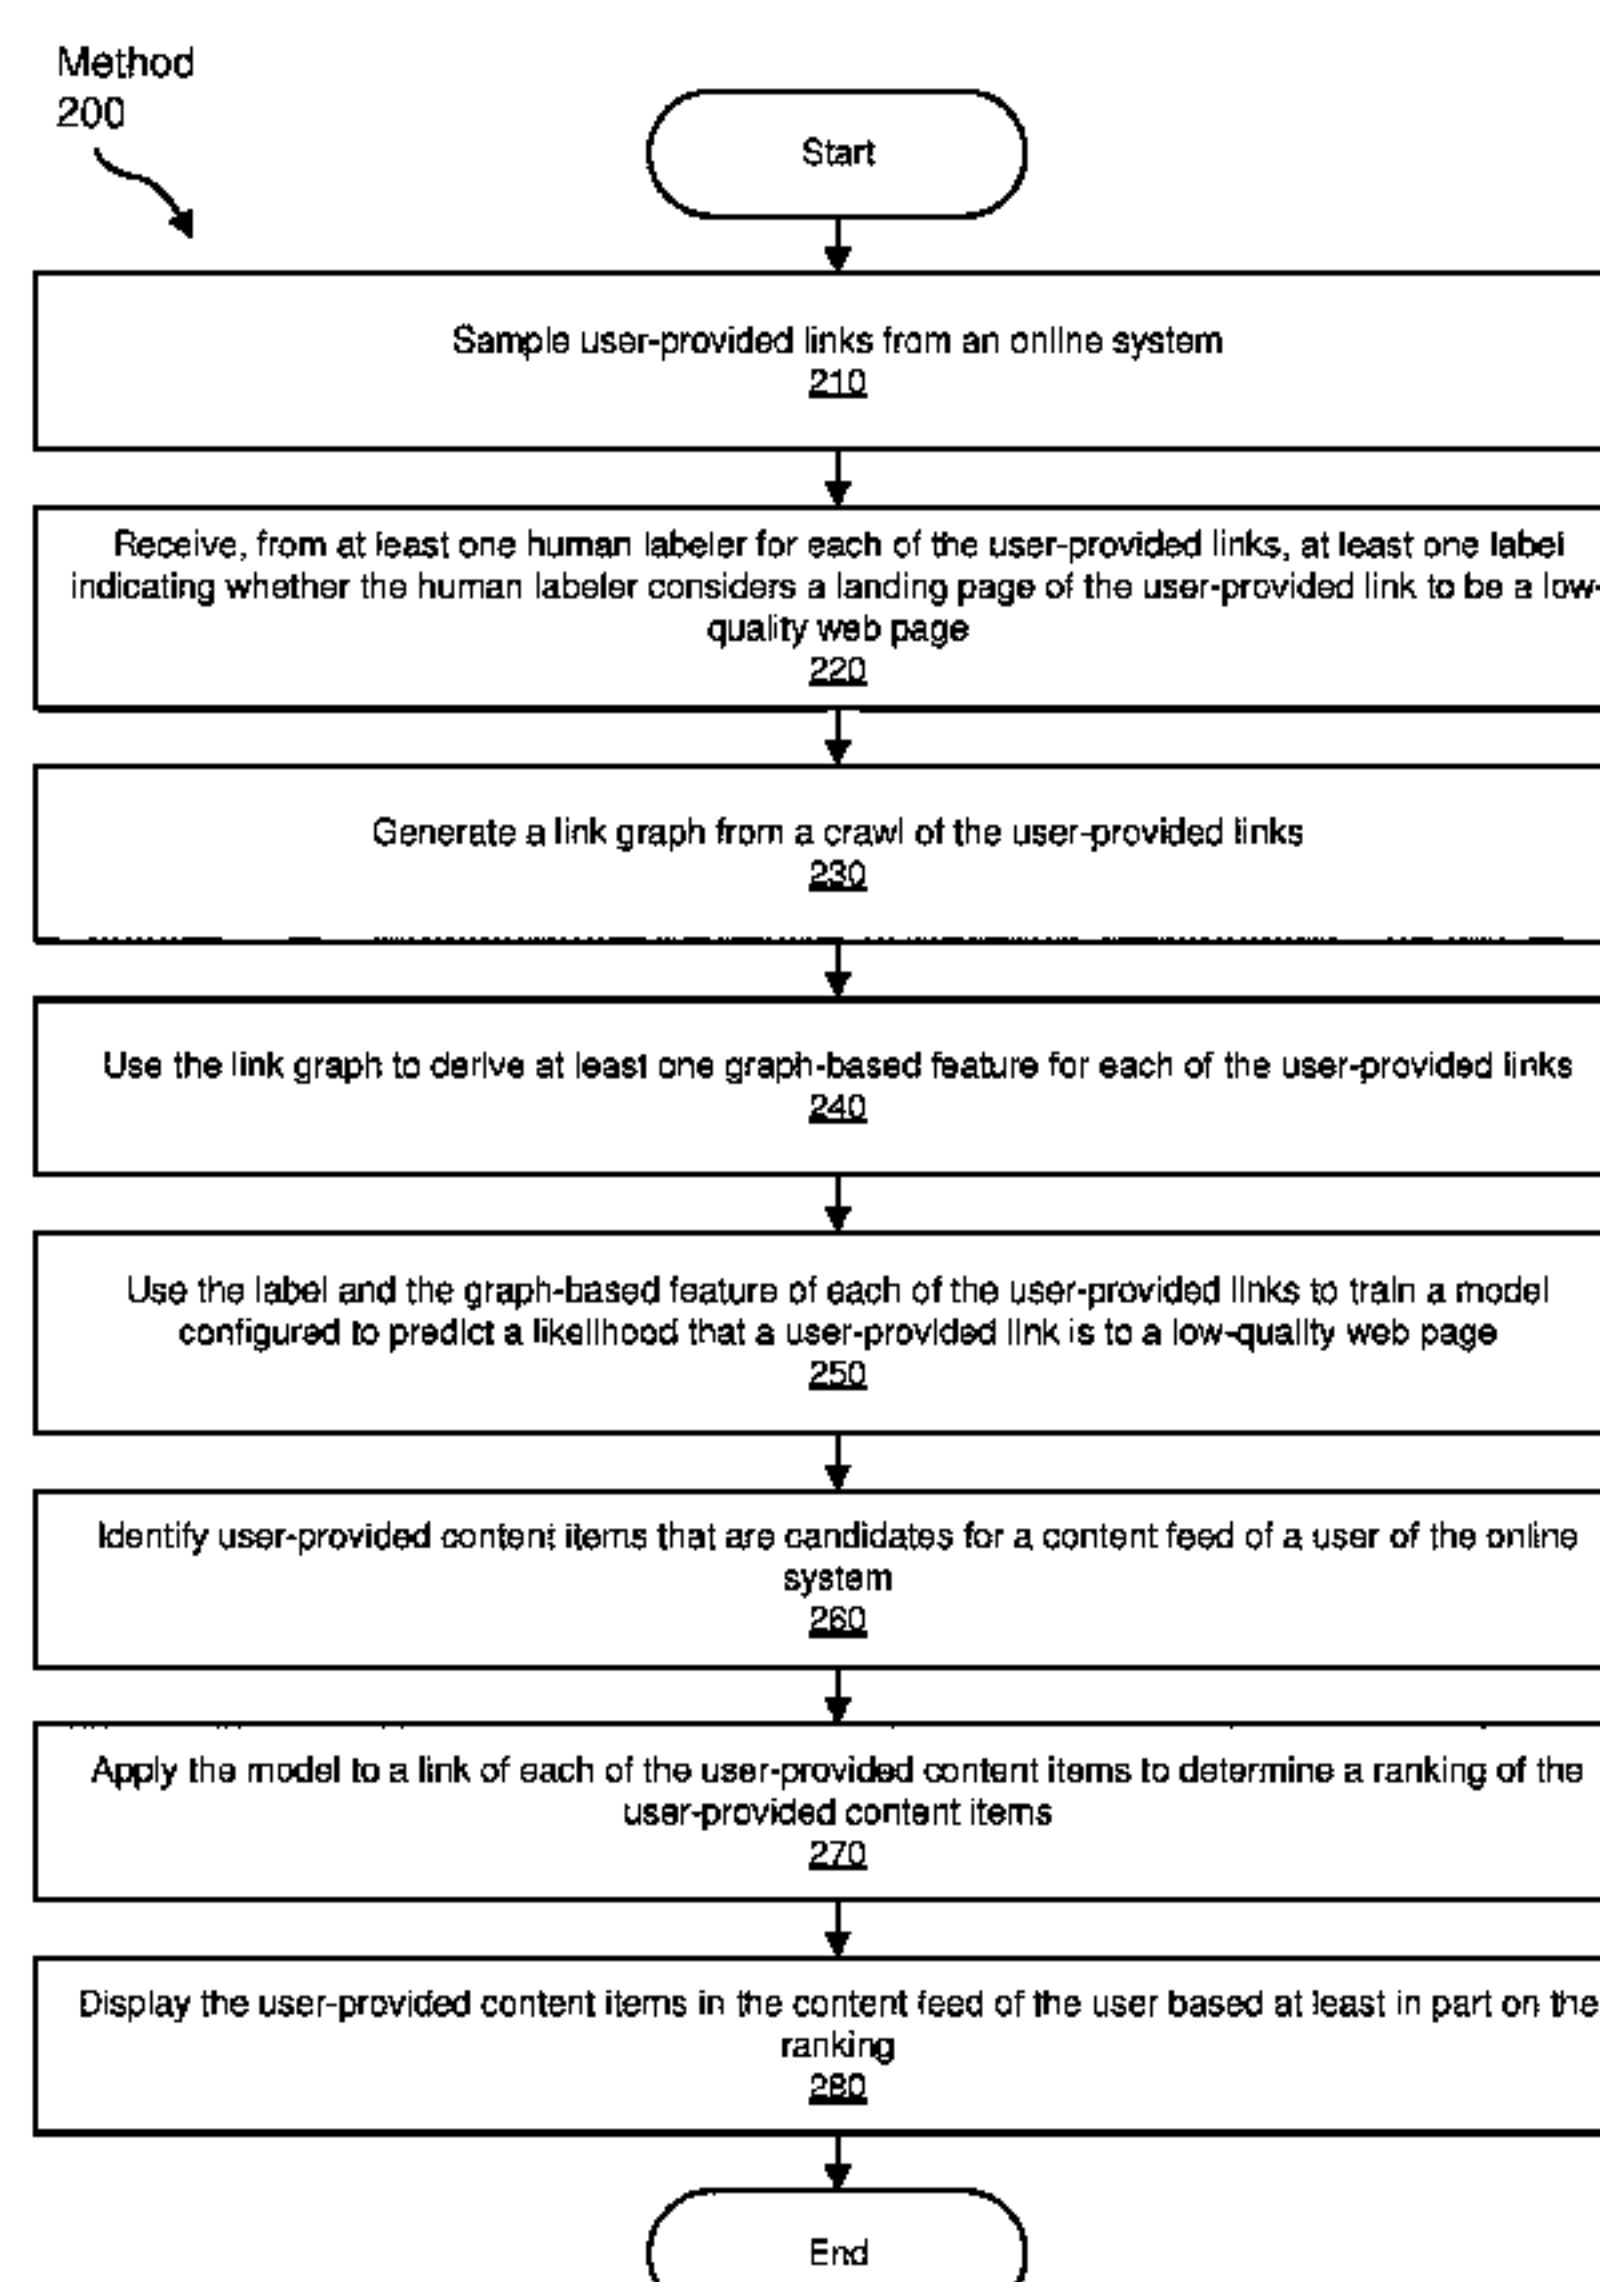 Method
200
Start
Sample user-provided links from an online system
210
Receive, from at least one human labeler for each of the user-provided links, at least one label
indicating whether the human labeler considers a landing page of the user-provided link to be a low-
quality web page
220
Generate a link graph from a crawl of the user-provided links
230
Use the link graph to derive at least one graph-based feature for each of the user-provided links
240
Use the label and the graph-based feature of each of the user-provided links to train a model
configured to predict a likelihood that a user-provided link is to a low-quality web page
250
Identify user-provided content items that are candidates for a content feed of a user of the online
system
260
Apply the model to a link of each of the user-provided content items to determine a ranking of the
user-provided content items
270
Display the user-provided content items in the content feed of the user based at least in part on the
ranking
280
End